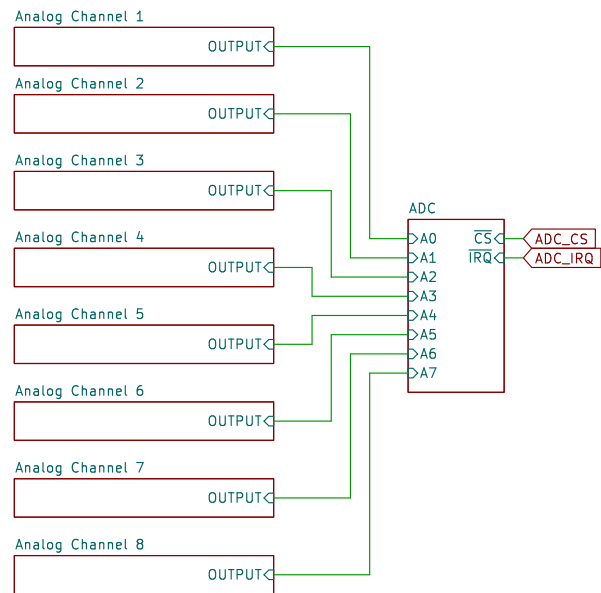 Analog Channel 1
OUTPUT
Analog Channel 2
OUTPUT
Analog Channel 3
OUTPUT
Analog Channel 4
OUTPUT
Analog Channel 5
OUTPUT
Analog Channel 6
OUTPUT
Analog Channel 7
OUTPUT
Analog Channel 8
OUTPUT
ADC
A0
A1
A2
A3
A4
A5
A6
A7
CS
IRQ
ADC_CS
ADC_IRQ